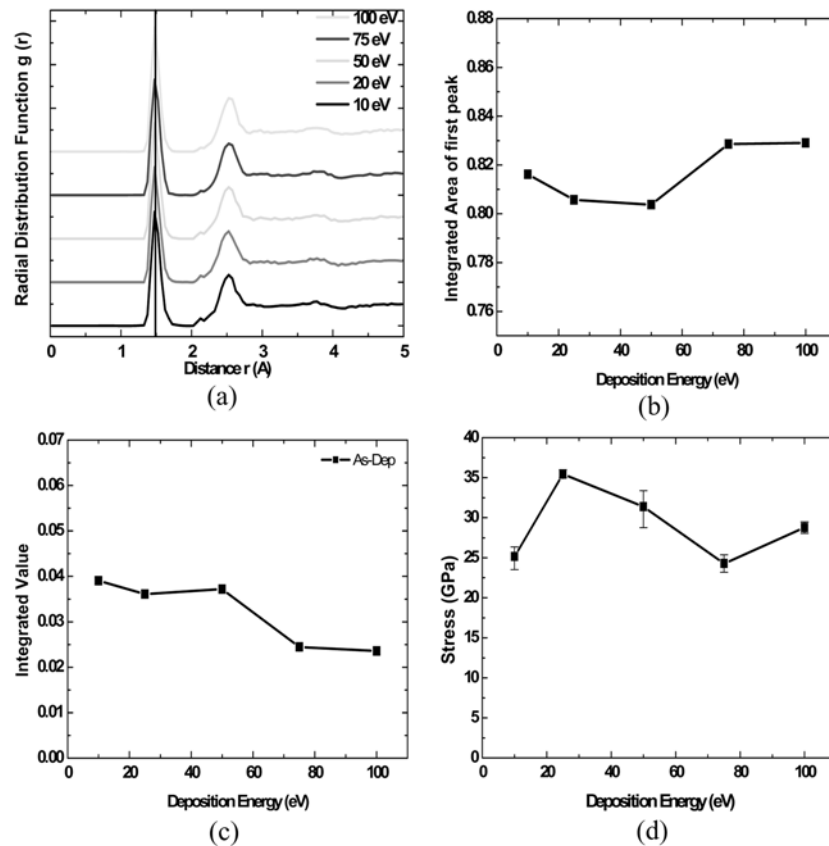 Radial Distribution Function g (r)
100 eV
75 eV
50 eV
20 eV
10 eV
0 1 2 3 4 5
Distance r (A)
(a)
Integrated Area of first peak
0.88
0.86
0.84
0.82
0.80
0.78
0.76
0 20 40 60 80 100
Deposition Energy (eV)
(b)
Integrated Value
0.07
0.06
0.05
0.04
0.03
0.02
0.01
0.00
As-Dep
0 20 40 60 80 100
Deposition Energy (eV)
(c)
Stress (GPa)
40
35
30
25
20
15
10
5
0
0 20 40 60 80 100
Deposition Energy (eV)
(d)